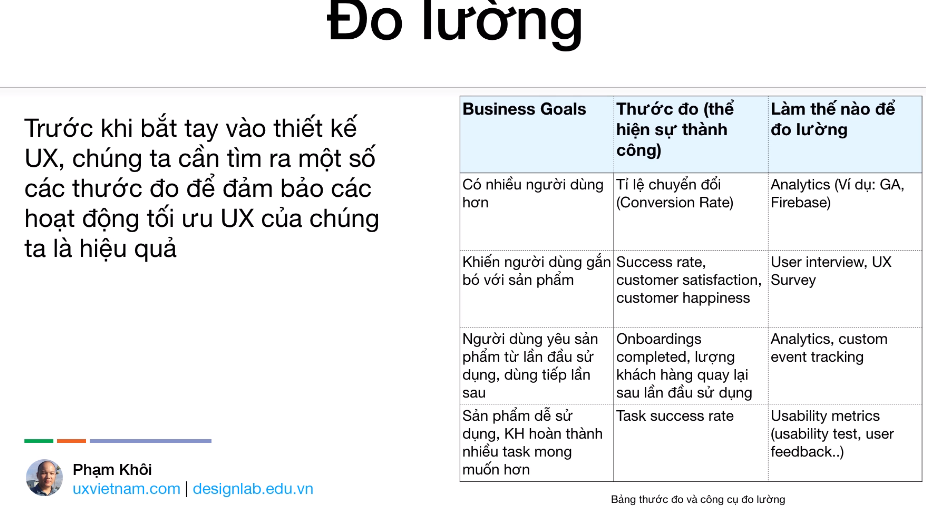 Đo lường
Trước khi bắt tay vào thiết kế
UX, chúng ta cần tìm ra một số
các thước đo để đảm bảo các
hoạt động tối ưu UX của chúng
ta là hiệu quả
Business Goals
Thước đo (thể
hiện sự thành
công)
Làm thế nào để
đo lường
Có nhiều người dùng
hơn
Tỉ lệ chuyển đổi
(Conversion Rate)
Analytics (Ví dụ: GA,
Firebase)
Khiến người dùng gắn
bó với sản phẩm
Success rate,
customer satisfaction,
customer happiness
User interview, UX
Survey
Người dùng yêu sản
phẩm từ lần đầu sử
dụng, dùng tiếp lần
sau
Onboardings
completed, lượng
khách hàng quay lại
sau lần đầu sử dụng
Analytics, custom
event tracking
Sản phẩm dễ sử
dụng, KH hoàn thành
nhiều task mong
muốn hơn
Task success rate
Usability metrics
(usability test, user
feedback..)
Bảng thước đo và công cụ đo lường
Phạm Khôi
uxvietnam.com | designlab.edu.vn